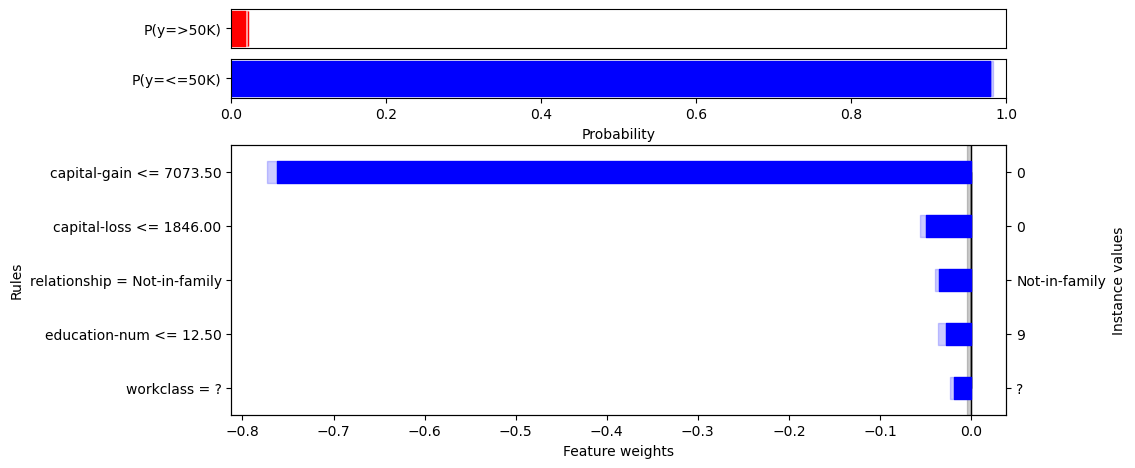 P(y=>50K)
P(y=<=50K)
0.0 0.2 0.4 0.6 0.8 1.0
Probability
capital-gain <= 7073.50 0
capital-loss <= 1846.00 0
relationship = Not-in-family Not-in-family
education-num <= 12.50 9
workclass = ? ?
Rules
Instance values
−0.8 −0.7 −0.6 −0.5 −0.4 −0.3 −0.2 −0.1 0.0
Feature weights